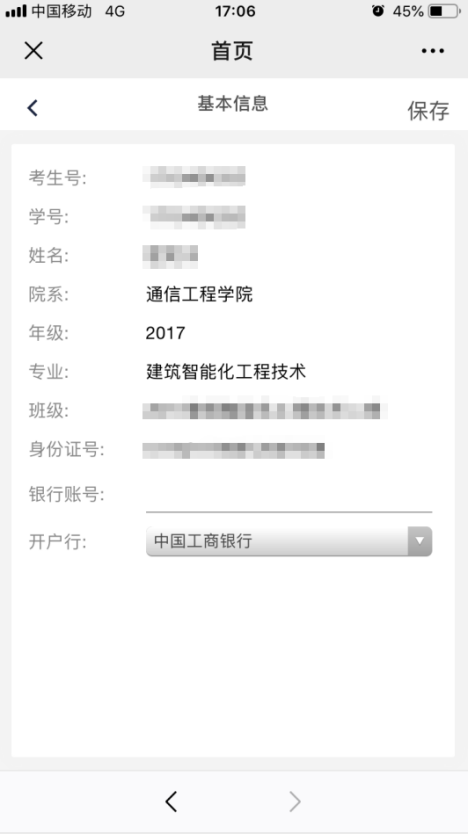 中国移动 4G 17:06 45%
首页
基本信息 保存
考生号:
学号:
姓名:
院系: 通信工程学院
年级: 2017
专业: 建筑智能化工程技术
班级:
身份证号:
银行账号:
开户行: 中国工商银行